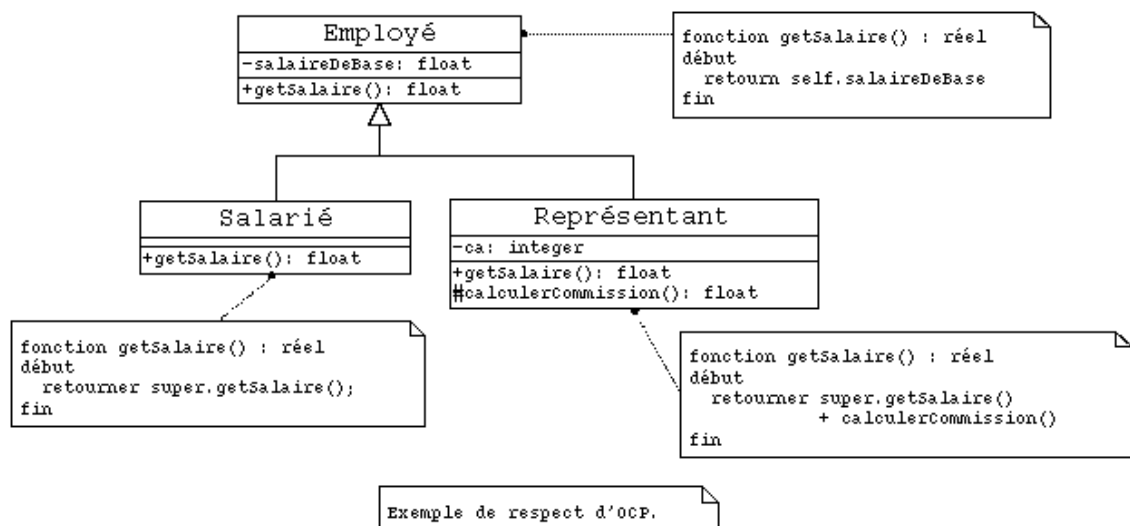 Employé
-salaireDeBase: float
+getSalaire(): float
fonction getSalaire() : réel
début
retourn self.salaireDeBase
fin
Salarié
+getSalaire(): float
Représentant
-ca: integer
+getSalaire(): float
#calculerCommission(): float
fonction getSalaire() : réel
début
retourner super.getSalaire();
fin
fonction getSalaire() : réel
début
retourner super.getSalaire()
+ calculerCommission()
fin
Exemple de respect d'OCP.